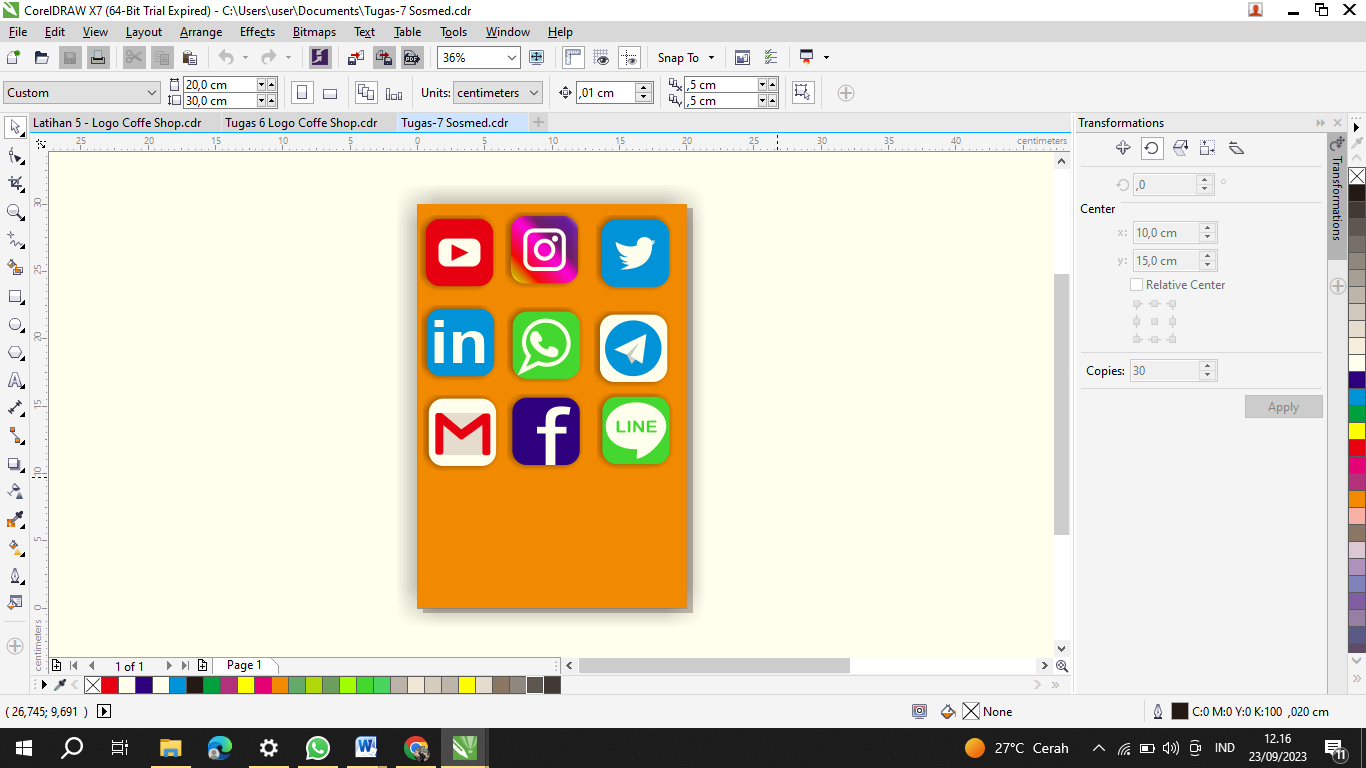 CorelDRAW X7 (64-Bit Trial Expired) - C:\Users\user\Documents\Tugas-7 Sosmed.cdr
File Edit View Layout Arrange Effects Bitmaps Text Table Tools Window Help
PDF 36% Snap To
Custom 20,0 cm 30,0 cm Units: centimeters ,01 cm ,5 cm ,5 cm
Latihan 5 - Logo Coffe Shop.cdr Tugas 6 Logo Coffe Shop.cdr Tugas-7 Sosmed.cdr
25 20 15 10 5 0 5 10 15 20 25 30 35 40 centimeters
30 25 20 15 10 5 0 centimeters
in
f
LINE
Transformations
,0 °
Center
x: 10,0 cm
y: 15,0 cm
Relative Center
Copies: 30
Apply
Transformations
1 of 1 Page 1
( 26,745; 9,691 ) None C:0 M:0 Y:0 K:100 ,020 cm
27°C Cerah IND 12.16
23/09/2023 11